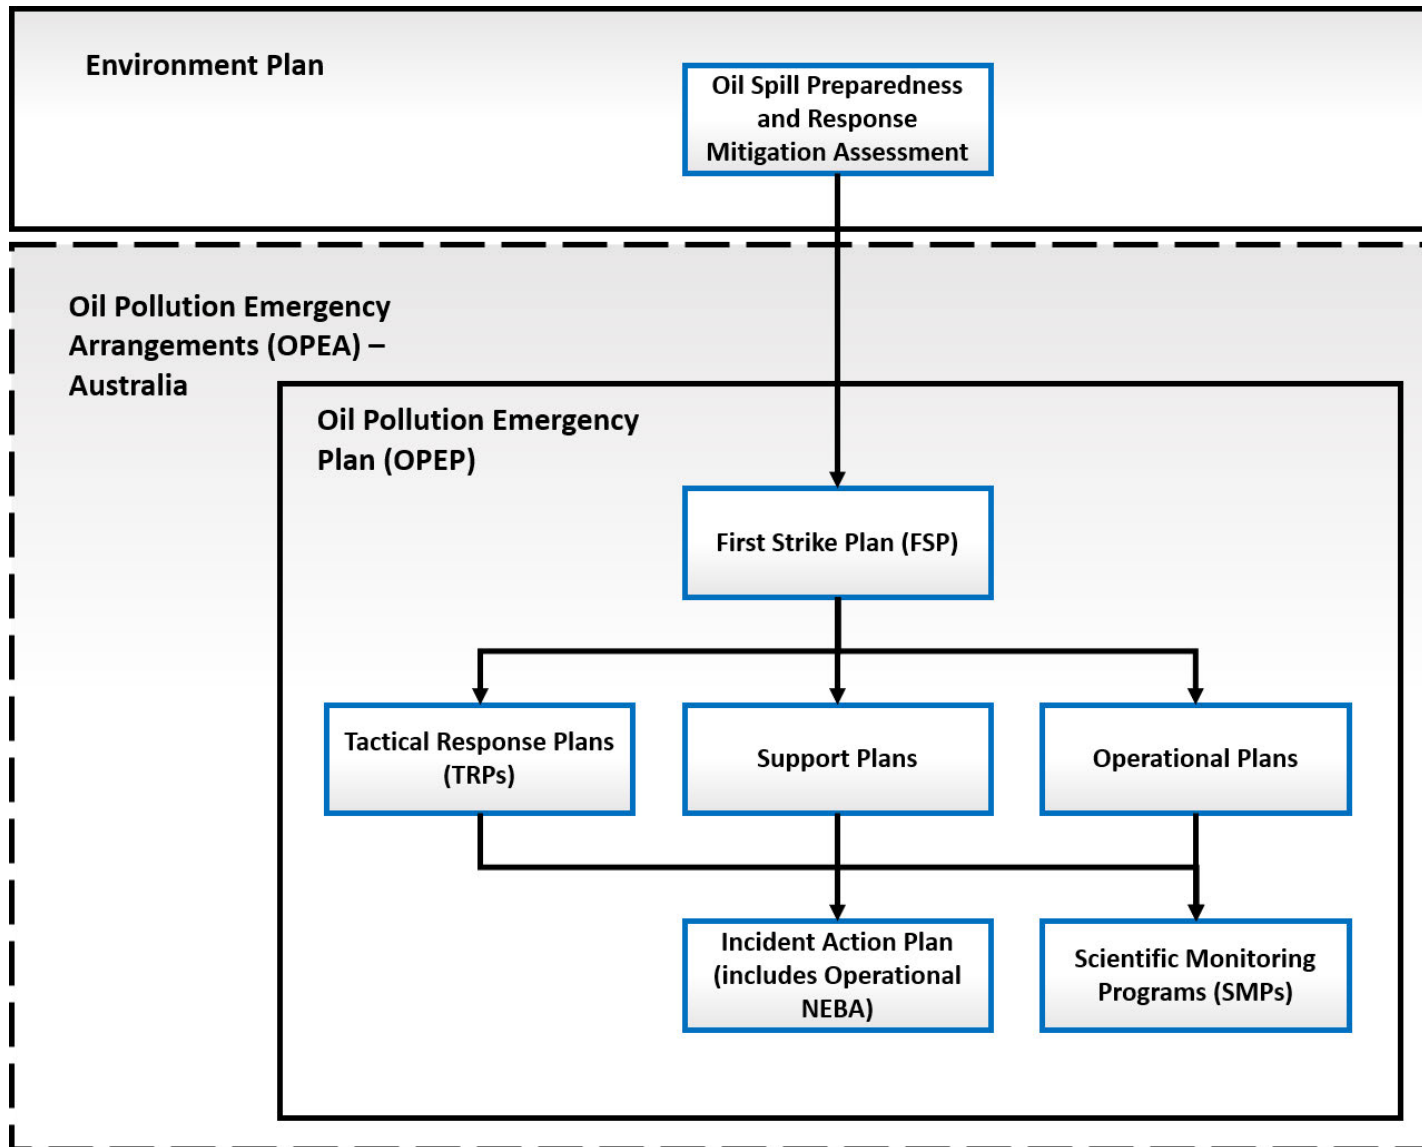 Environment Plan
Oil Spill Preparedness
and Response
Mitigation Assessment
Oil Pollution Emergency
Arrangements (OPEA) –
Australia
Oil Pollution Emergency
Plan (OPEP)
First Strike Plan (FSP)
Tactical Response Plans
(TRPs)
Support Plans
Operational Plans
Incident Action Plan
(includes Operational
NEBA)
Scientific Monitoring
Programs (SMPs)